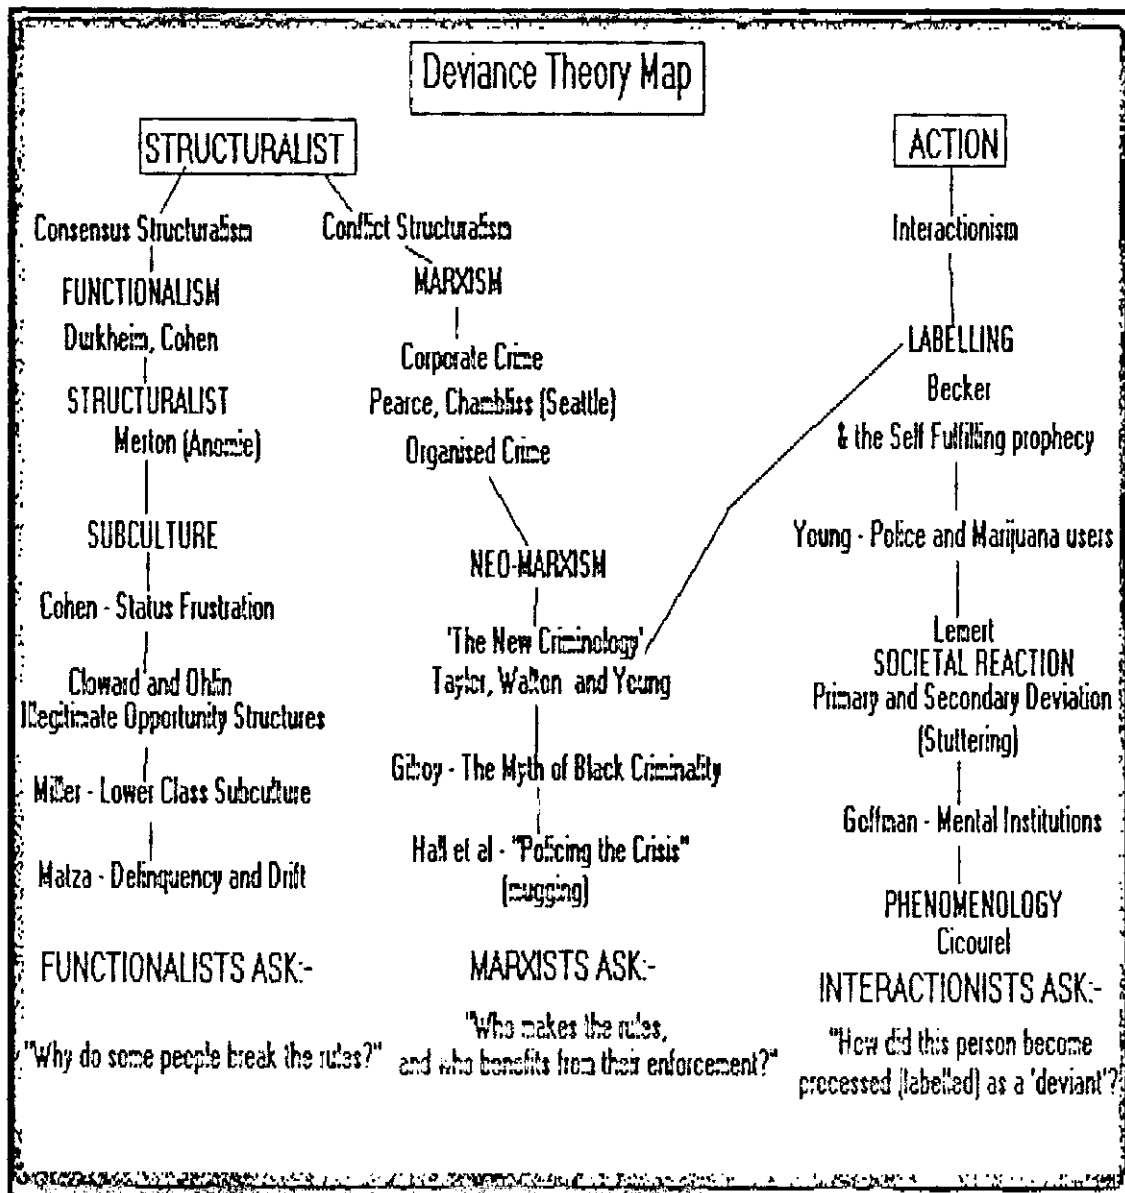 Deviance Theory Map
STRUCTURALIST
Consensus Structuralism
FUNCTIONALISM
Durkheim, Cohen
STRUCTURALIST
Merton (Anomie)
SUBCULTURE
Cohen - Status Frustration
Cloward and Ohlin
Illegitimate Opportunity Structures
Miller - Lower Class Subculture
Matza - Delinquency and Drift
FUNCTIONALISTS ASK:-
"Why do some people break the rules?"
Conflict Structuralism
MARXISM
Corporate Crime
Pearce, Chambliss (Seattle)
Organised Crime
NEO-MARXISM
'The New Criminology'
Taylor, Walton and Young
Gilroy - The Myth of Black Criminality
Hall et al - "Policing the Crisis"
(mugging)
MARXISTS ASK:-
"Who makes the rules,
and who benefits from their enforcement?"
ACTION
Interactionism
LABELLING
Becker
& the Self Fulfilling prophecy
Young - Police and Marijuana users
Lemert
SOCIETAL REACTION
Primary and Secondary Deviation
(Stuttering)
Goffman - Mental Institutions
PHENOMENOLOGY
Cicourel
INTERACTIONISTS ASK:-
"How did this person become
processed (labelled) as a 'deviant'?